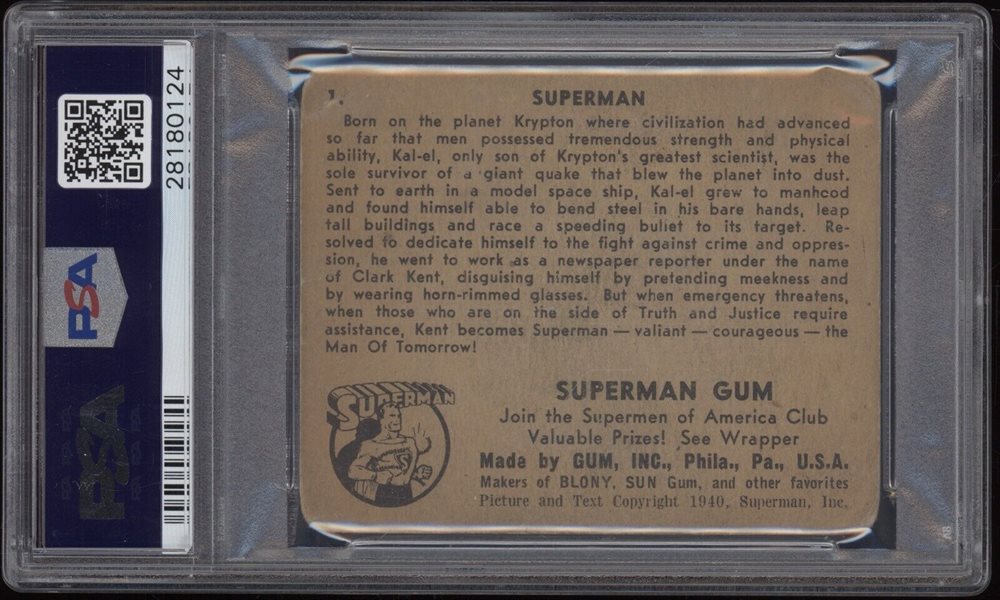 28180124
PSA
PSA
1.
SUPERMAN
Born on the planet Krypton where civilization had advanced
so far that men possessed tremendous strength and physical
ability, Kal-el, only son of Krypton's greatest scientist, was the
sole survivor of a giant quake that blew the planet into dust.
Sent to earth in a model space ship, Kal-el grew to manhood
and found himself able to bend steel in his bare hands, leap
tall buildings and race a speeding bullet to its target. Re-
solved to dedicate himself to the fight against crime and oppres-
sion, he went to work as a newspaper reporter under the name
of Clark Kent, disguising himself by pretending meekness and
by wearing horn-rimmed glasses. But when emergency threatens,
when those who are on the side of Truth and Justice require
assistance, Kent becomes Superman — valiant — courageous — the
Man Of Tomorrow!
SUPERMAN
S
SUPERMAN GUM
Join the Supermen of America Club
Valuable Prizes! See Wrapper
Made by GUM, INC., Phila., Pa., U.S.A.
Makers of BLONY, SUN Gum, and other favorites
Picture and Text Copyright 1940, Superman, Inc.